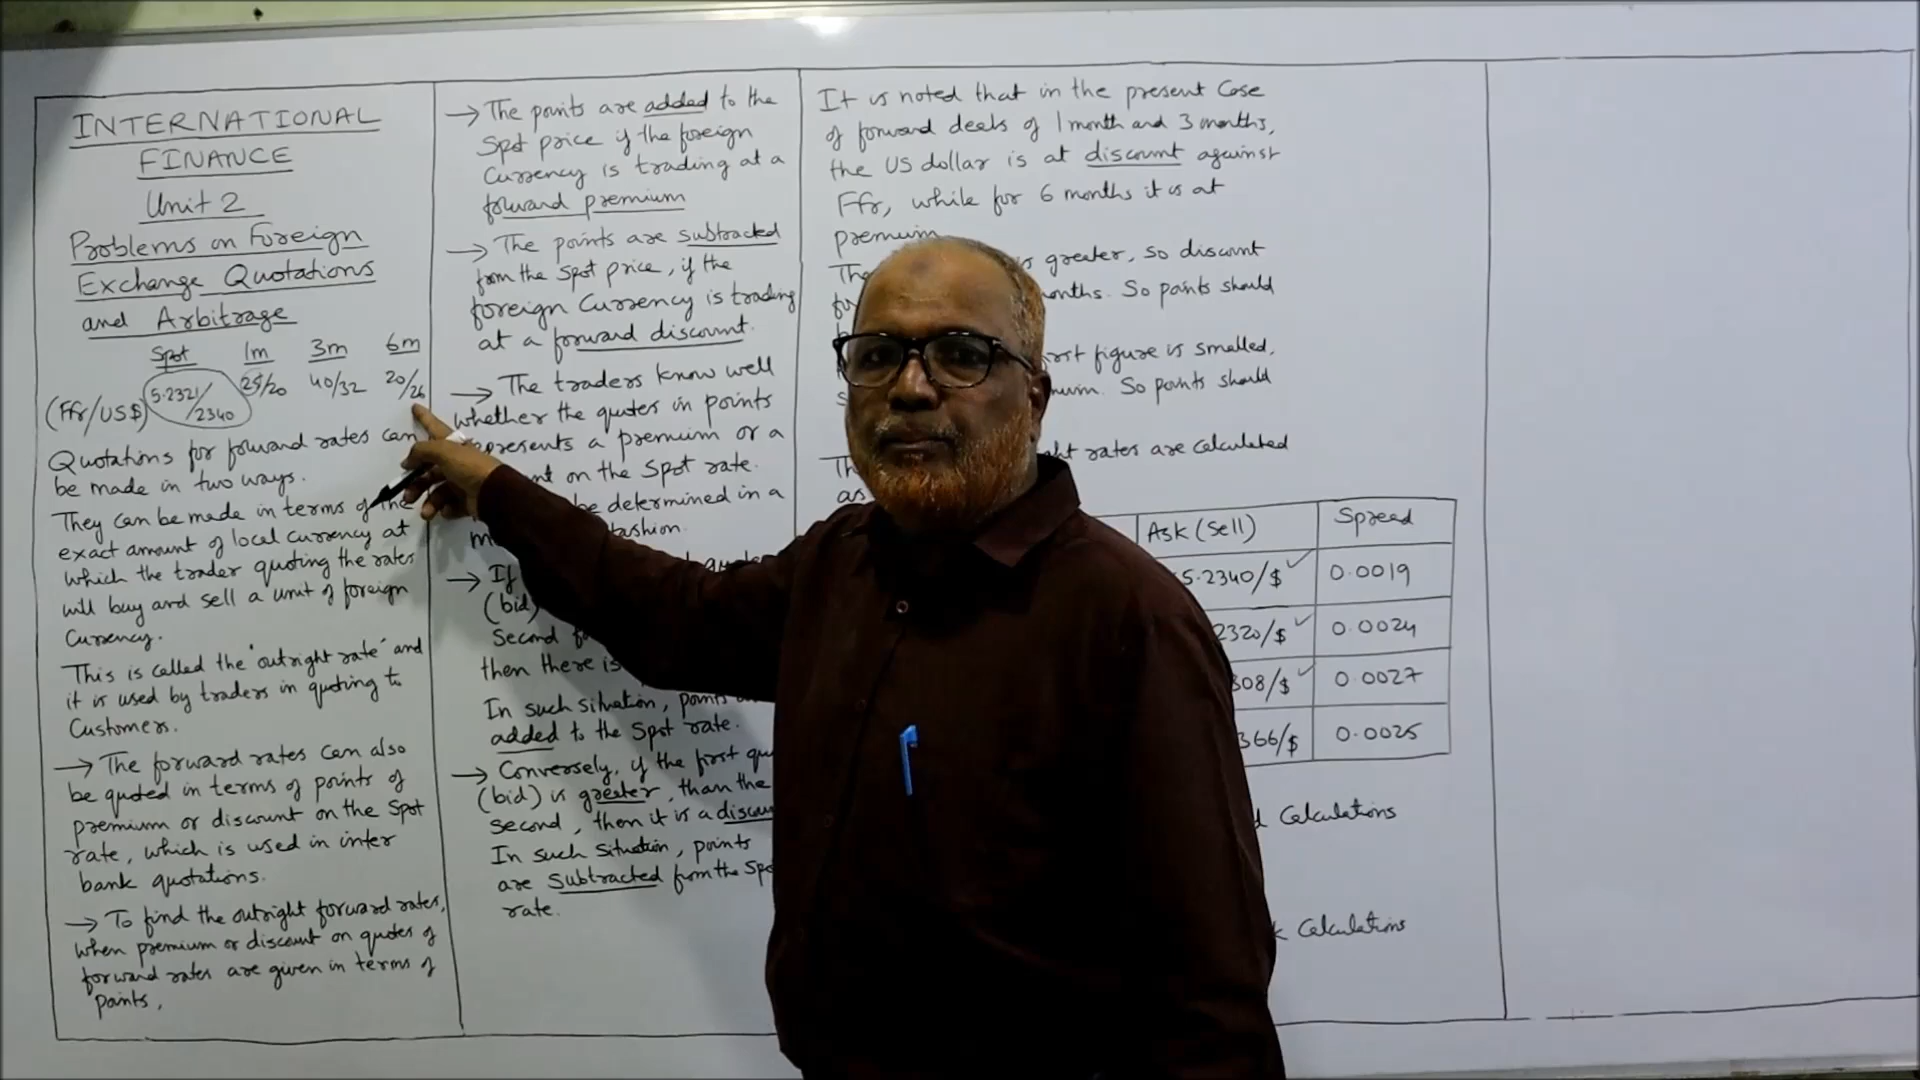 INTERNATIONAL
FINANCE
Unit 2
Problems on Foreign
Exchange Quotations
and Arbitrage
Spot 1m 3m 6m
(Ffr/US$) 5.2321/2340 25/20 40/32 20/26
Quotations for forward rates can
be made in two ways.
They can be made in terms of the
exact amount of local currency at
which the trader quoting the rates
will buy and sell a unit of foreign
Currency.
This is called the "outright rate" and
it is used by traders in quoting to
Customers.
→ The forward rates can also
be quoted in terms of points of
premium or discount on the Spot
rate, which is used in inter
bank quotations.
→ To find the outright forward rates,
when premium or discount on quotes of
forward rates are given in terms of
points,
→ The points are added to the
Spot price if the foreign
Currency is trading at a
forward premium
→ The points are subtracted
from the spot price, if the
foreign Currency is trading
at a forward discount.
→ The traders know well
whether the quotes in points
represents a premium or a
on the Spot rate.
be determined in a
→ If
(bid)
Second
then there is
In such situation, points
added to the Spot rate.
→ Conversely, if the first
(bid) is greater than the
second, then it is a
In such situation, points
are subtracted from the
rate.
It is noted that in the present Case
of forward deals of 1 month and 3 months,
the US dollar is at discount against
Ffr, while for 6 months it is at
premium.
greater, so discount
So points should
figure is smaller,
So points should
rates are calculated
as
Ask (Sell) Spread
5.2340/$ 0.0019
2320/$ 0.0024
308/$ 0.0027
366/$ 0.0025
Calculations
Calculations